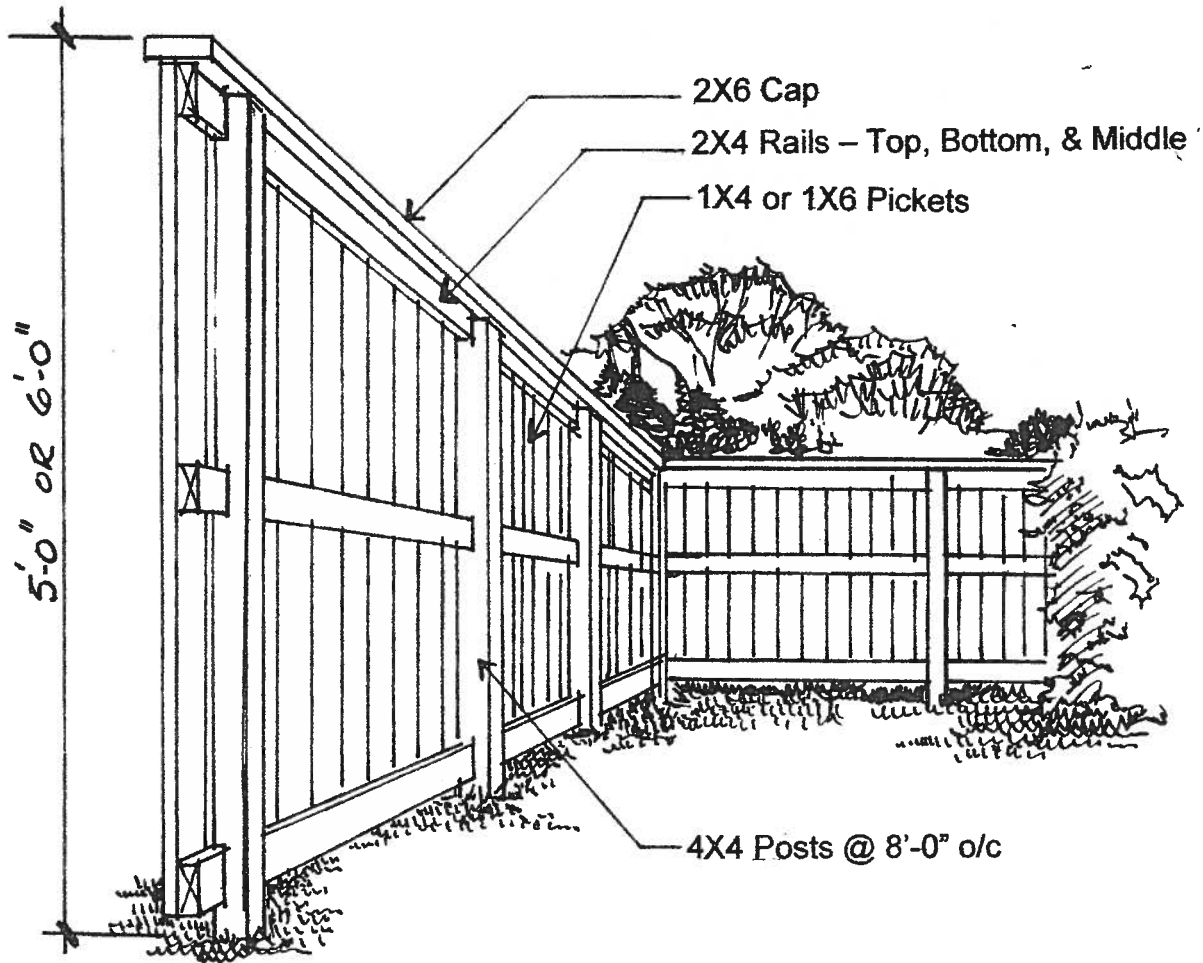 2X6 Cap
2X4 Rails – Top, Bottom, & Middle
1X4 or 1X6 Pickets
5'-0" OR 6'-0"
4X4 Posts @ 8'-0" o/c